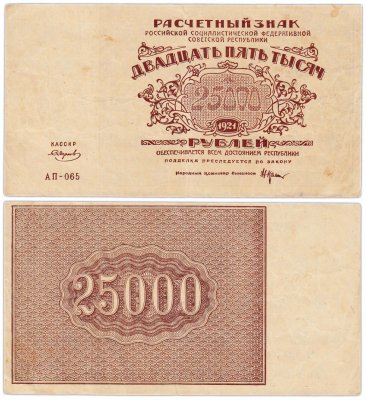 РАСЧЕТНЫЙ ЗНАК
РОССИЙСКОЙ СОЦИАЛИСТИЧЕСКОЙ ФЕДЕРАТИВНОЙ
СОВЕТСКОЙ РЕСПУБЛИКИ
ДВАДЦАТЬ ПЯТЬ ТЫСЯЧ
25000
1921
РУБЛЕЙ
ОБЕСПЕЧИВАЕТСЯ ВСЕМ ДОСТОЯНИЕМ РЕСПУБЛИКИ
ПОДДЕЛКА ПРЕСЛЕДУЕТСЯ ПО ЗАКОНУ
КАССИР
Народный комиссар финансов
АП-065
25000